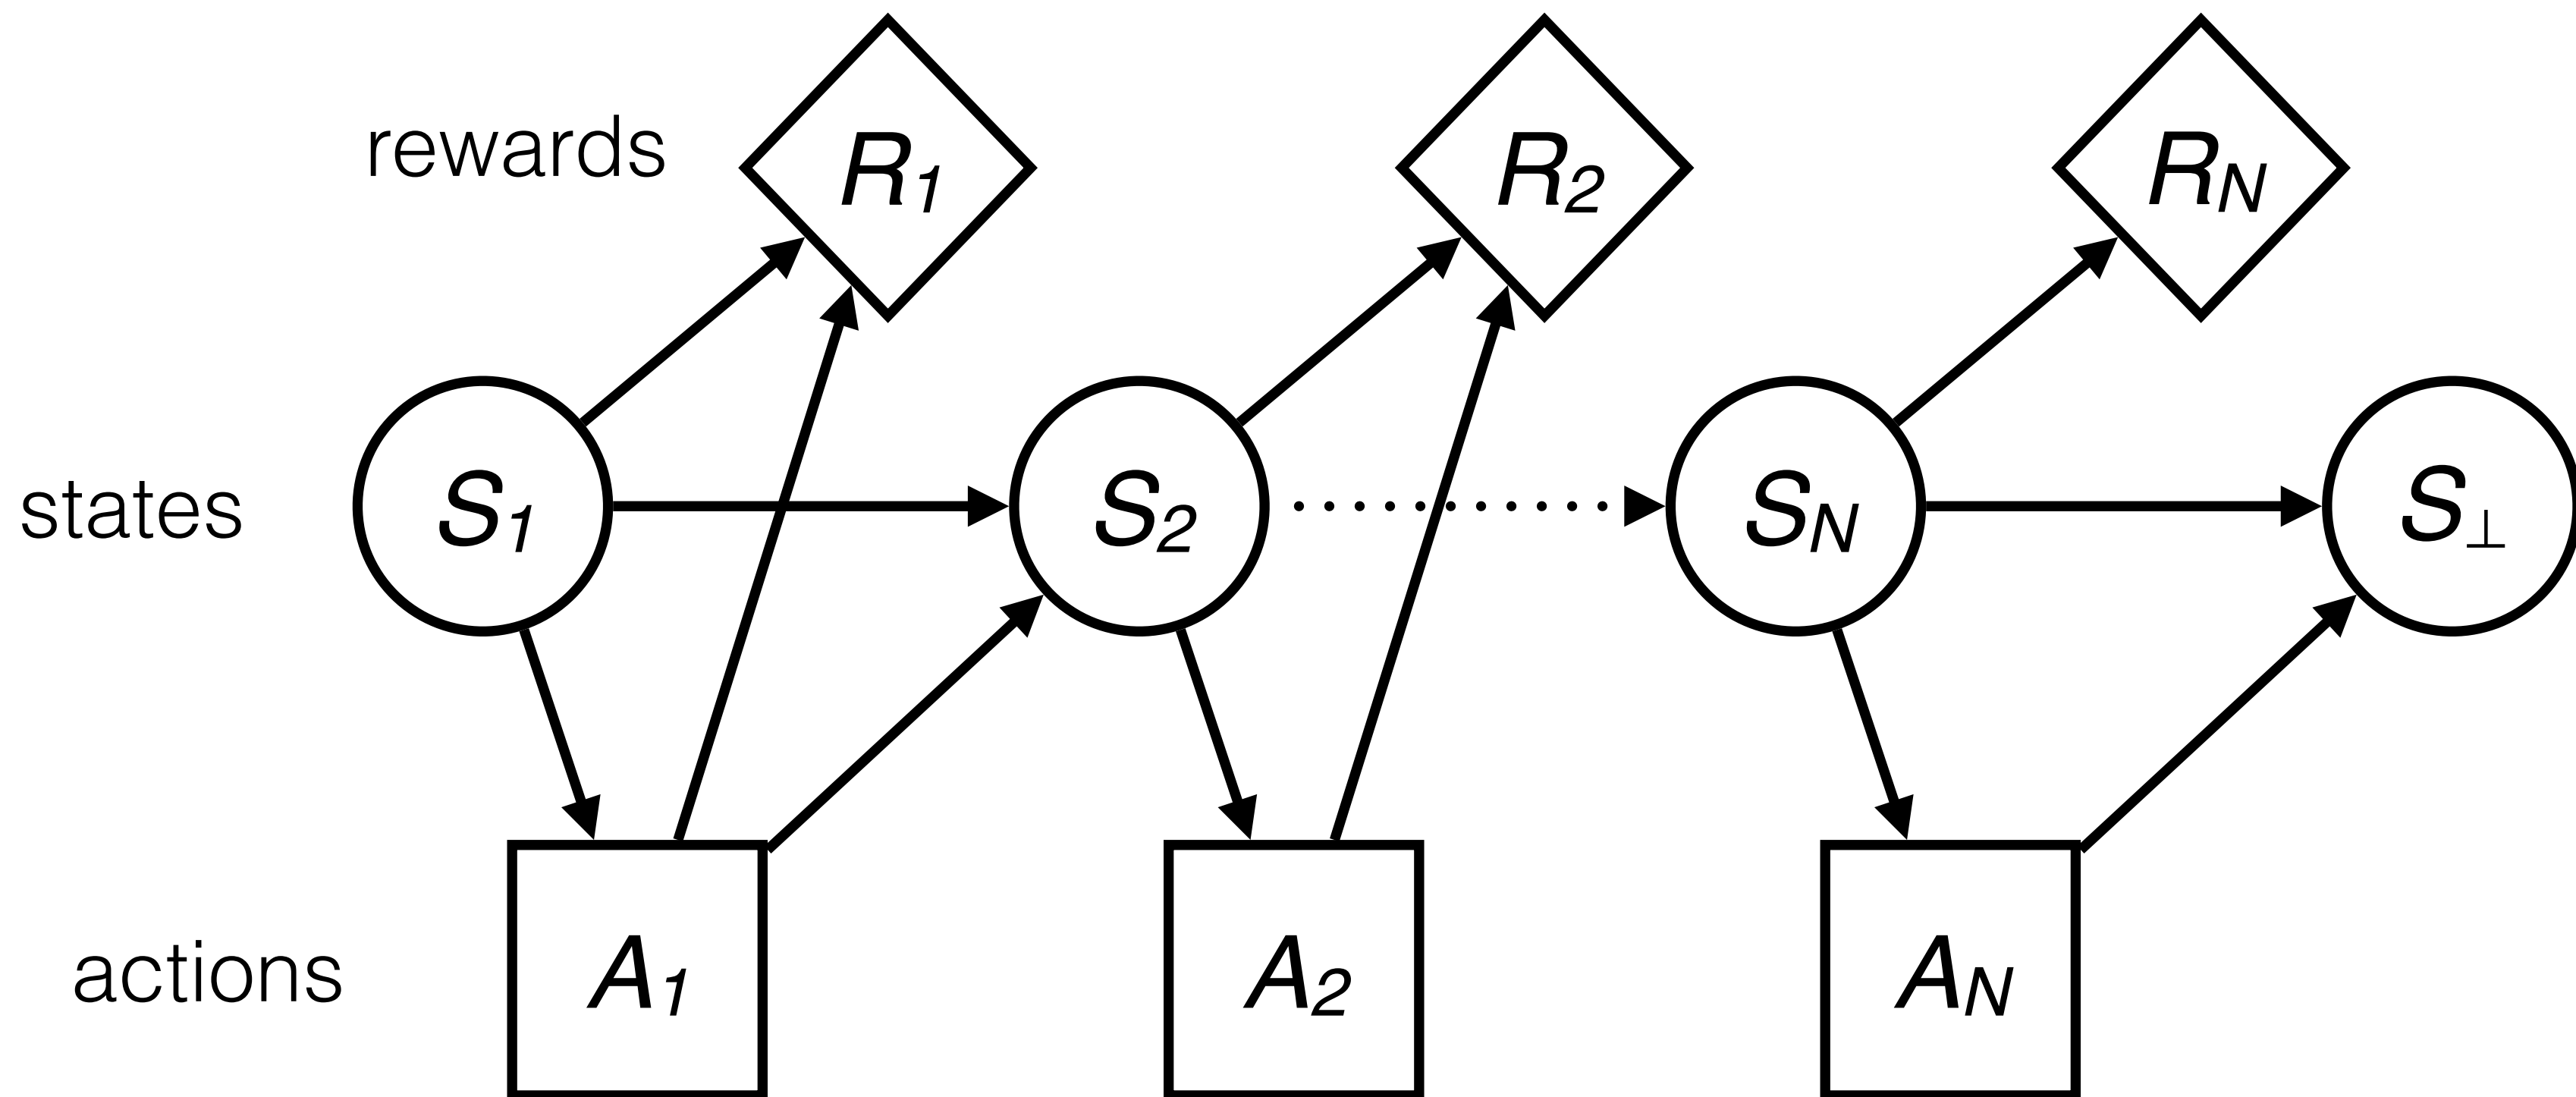 rewards R1 R2 RN
states S1 S2 SN S⊥
actions A1 A2 AN